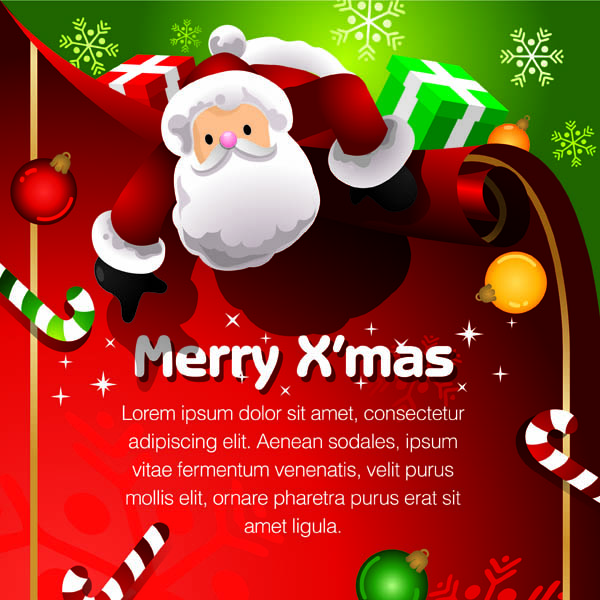 Merry X'mas
Lorem ipsum dolor sit amet, consectetur
adipiscing elit. Aenean sodales, ipsum
vitae fermentum venenatis, velit purus
mollis elit, ornare pharetra purus erat sit
amet ligula.